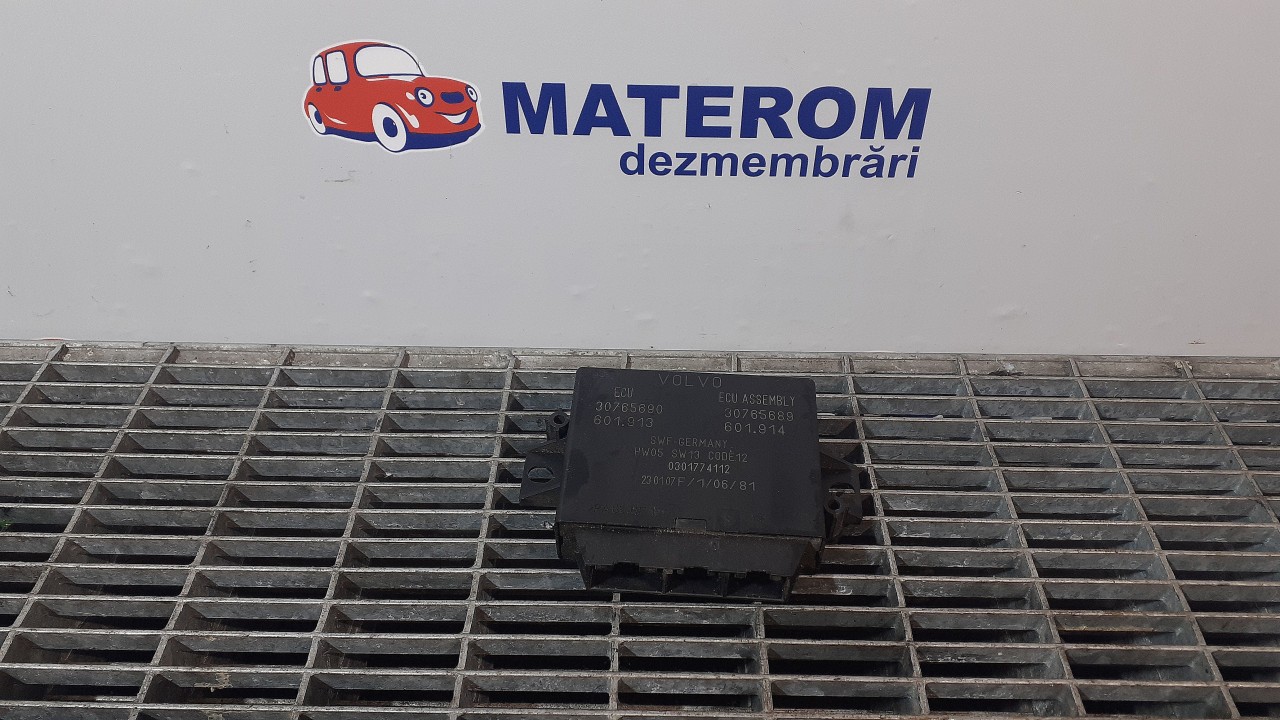 MATEROM
dezmembrări
VOLVO
ECU ECU ASSEMBLY
30765690 30765689
601.913 601.914
SWF GERMANY
PW05 SW13 CODE12
0301774112
230107F/1/06/81